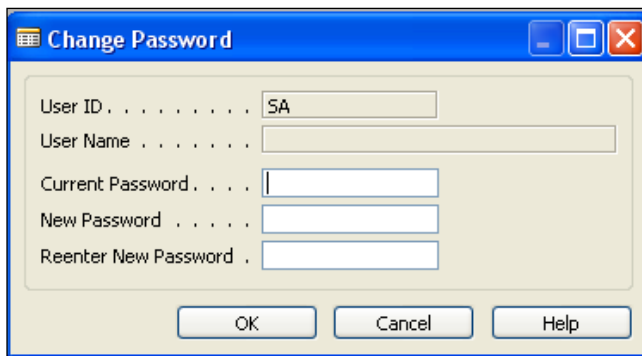 Change Password
User ID . . . . . . . . . SA
User Name . . . . . . .
Current Password . . . .
New Password . . . . .
Reenter New Password .
OK Cancel Help